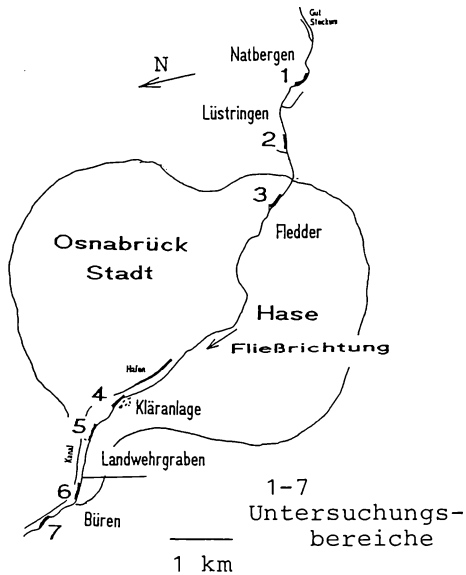 Gut
Stockum
Natbergen
1
N
Lüstringen
2
3
Fledder
Osnabrück
Stadt
Hase
Fließrichtung
Hafen
4
Kläranlage
5
Kanal
Landwehrgraben
6
7
Büren
1-7
Untersuchungs-
bereiche
1 km